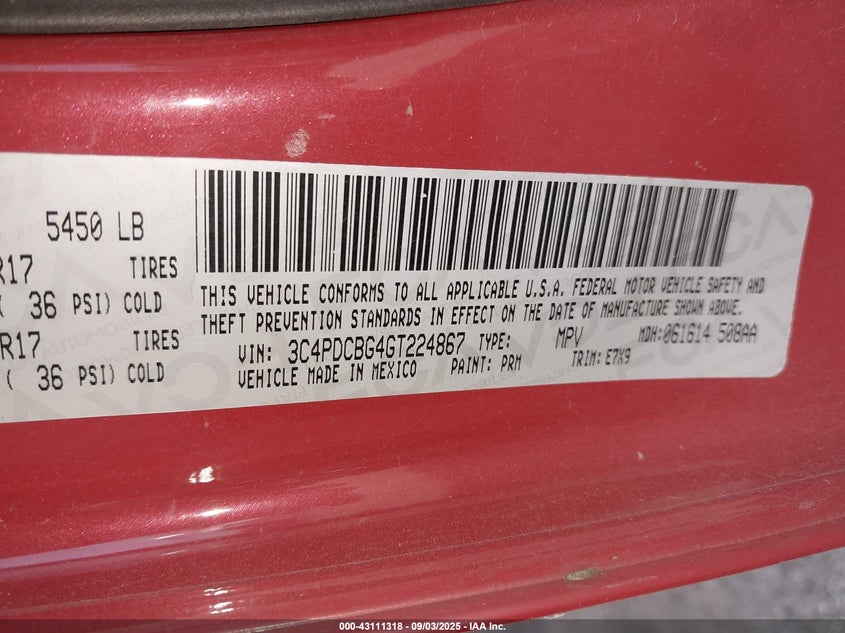 5450 LB
R17 TIRES
( 36 PSI) COLD
R17 TIRES
( 36 PSI) COLD
THIS VEHICLE CONFORMS TO ALL APPLICABLE U.S.A. FEDERAL MOTOR VEHICLE SAFETY AND
THEFT PREVENTION STANDARDS IN EFFECT ON THE DATE OF MANUFACTURE SHOWN ABOVE.
VIN: 3C4PDCBG4GT224867 TYPE: MPV MDH: 061614 508AA
VEHICLE MADE IN MEXICO PAINT: PRM TRIM: E7X9
000-43111318 - 09/03/2025 - IAA Inc.